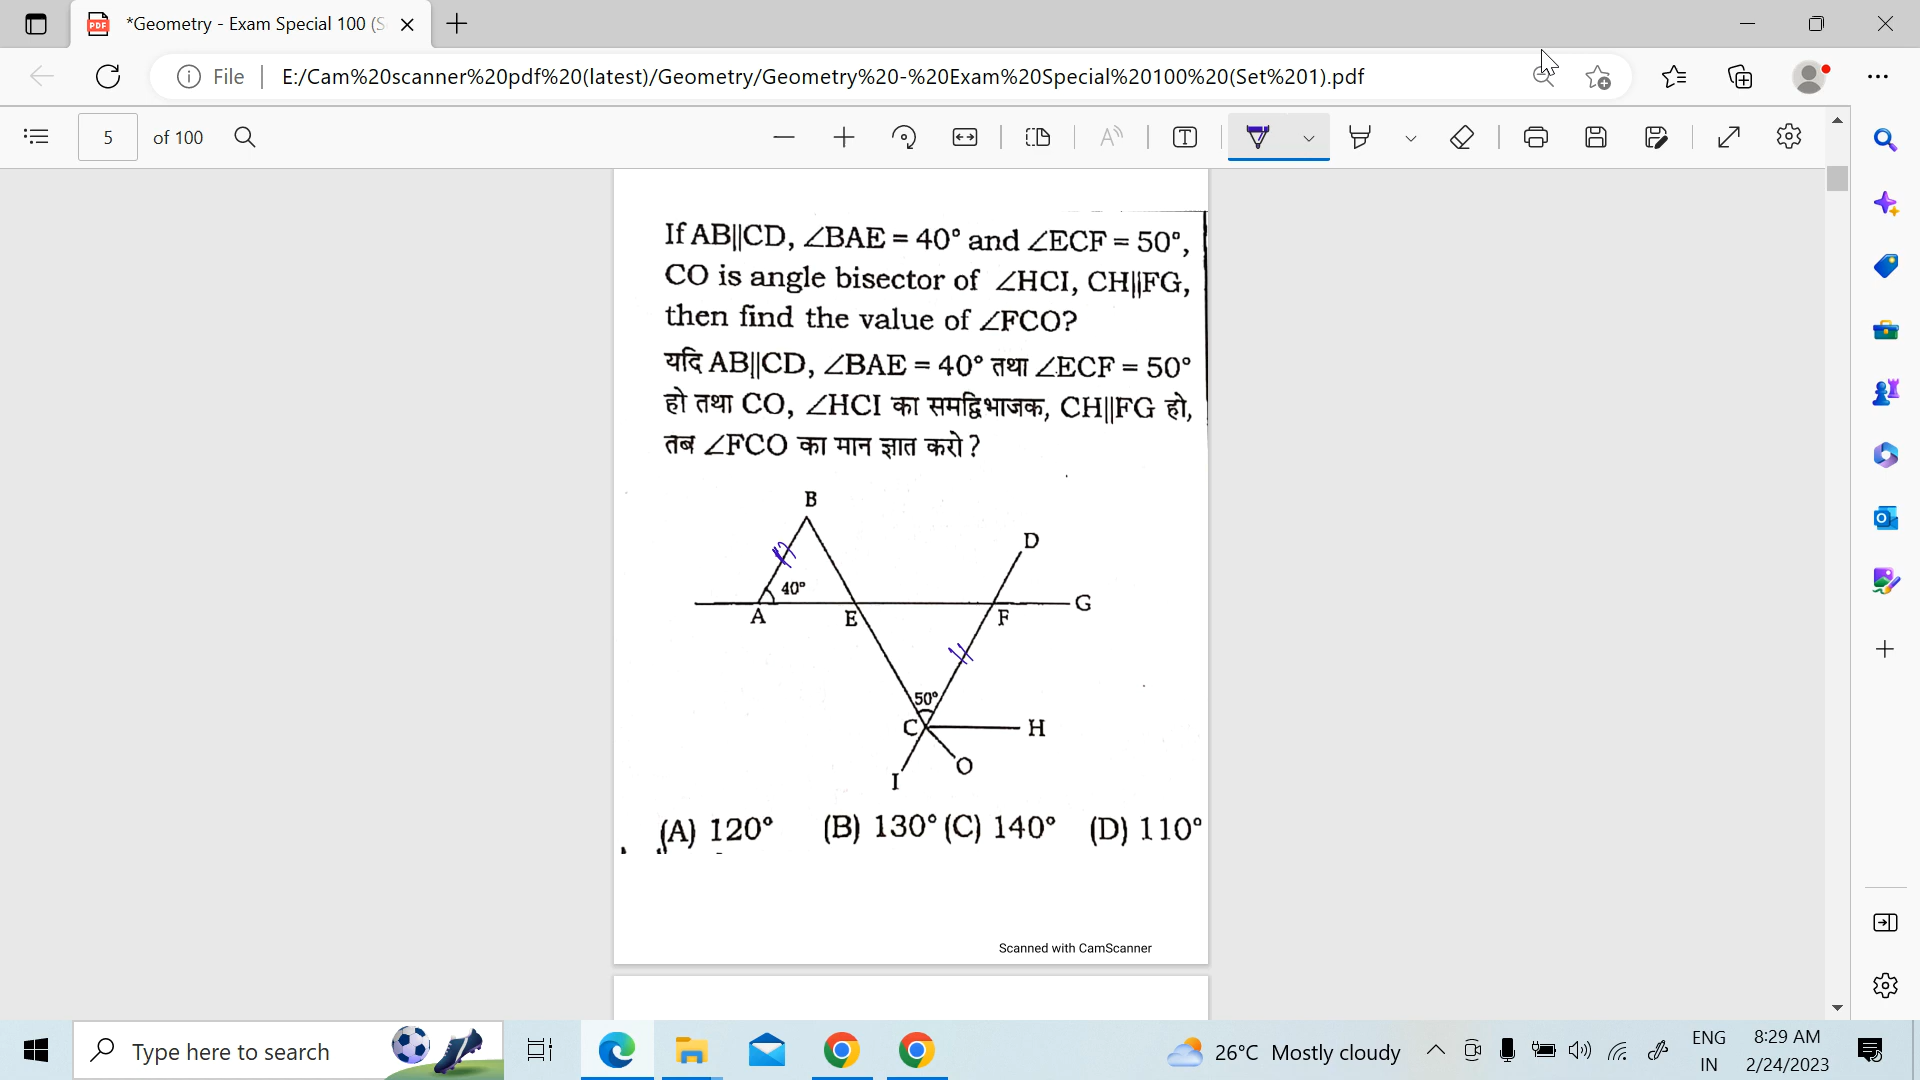 *Geometry - Exam Special 100 (S
File
E:/Cam%20scanner%20pdf%20(latest)/Geometry/Geometry%20-%20Exam%20Special%20100%20(Set%201).pdf
5 of 100
If AB||CD, ∠BAE = 40° and ∠ECF = 50°,
CO is angle bisector of ∠HCI, CH||FG,
then find the value of ∠FCO?
यदि AB||CD, ∠BAE = 40° तथा ∠ECF = 50°
हो तथा CO, ∠HCI का समद्विभाजक, CH||FG हो,
तब ∠FCO का मान ज्ञात करो ?
B
D
40°
G
A E F
50°
C H
O
I
(A) 120° (B) 130° (C) 140° (D) 110°
Scanned with CamScanner
Type here to search
26°C Mostly cloudy
ENG
IN
8:29 AM
2/24/2023